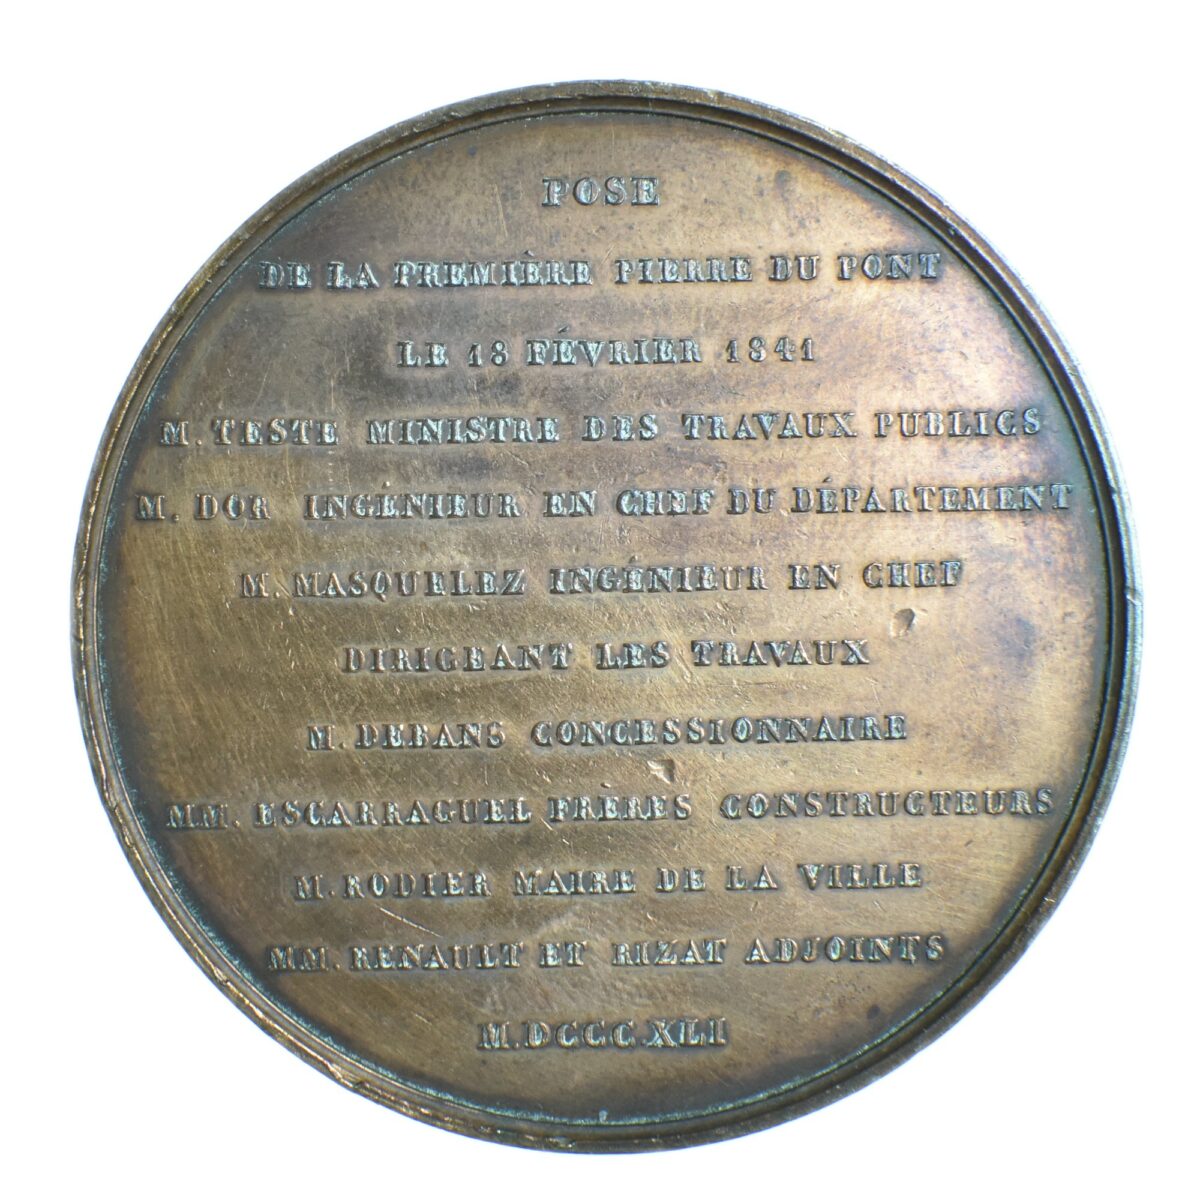 POSE
DE LA PREMIÈRE PIERRE DU PONT
LE 18 FÉVRIER 1841
M. TESTE MINISTRE DES TRAVAUX PUBLICS
M. DOR INGÉNIEUR EN CHEF DU DÉPARTEMENT
M. MASQUELEZ INGÉNIEUR EN CHEF
DIRIGEANT LES TRAVAUX
M. DEBANS CONCESSIONNAIRE
MM. ESCARRAGUEL FRÈRES CONSTRUCTEURS
M. RODIER MAIRE DE LA VILLE
MM. RENAULT ET RIZAT ADJOINTS
M.DCCC.XLI